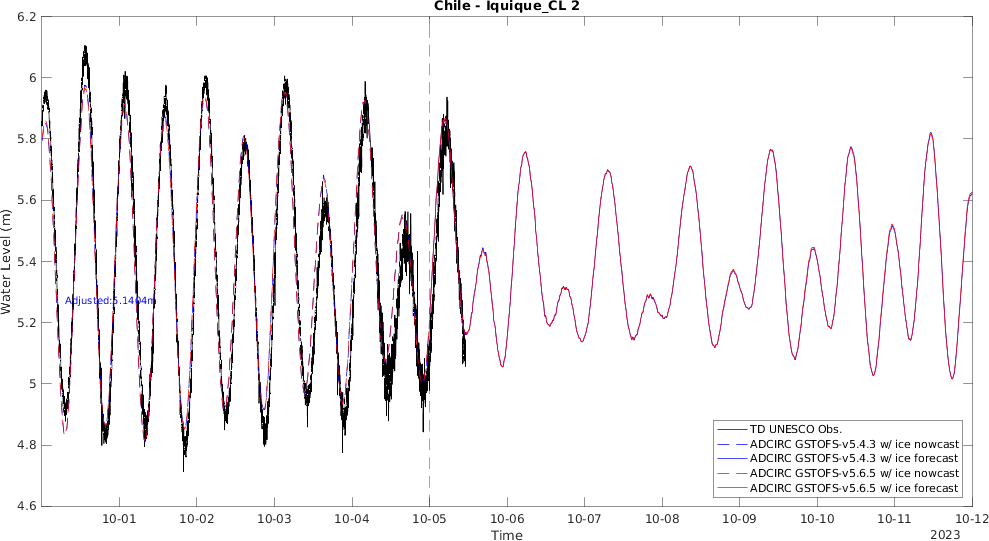 Chile - Iquique_CL 2
6.2
6
5.8
5.6
5.4
5.2
5
4.8
4.6
Water Level (m)
Adjusted:5.1404m
TD UNESCO Obs.
ADCIRC GSTOFS-v5.4.3 w/ ice nowcast
ADCIRC GSTOFS-v5.4.3 w/ ice forecast
ADCIRC GSTOFS-v5.6.5 w/ ice nowcast
ADCIRC GSTOFS-v5.6.5 w/ ice forecast
10-01 10-02 10-03 10-04 10-05 10-06 10-07 10-08 10-09 10-10 10-11 10-12
Time
2023